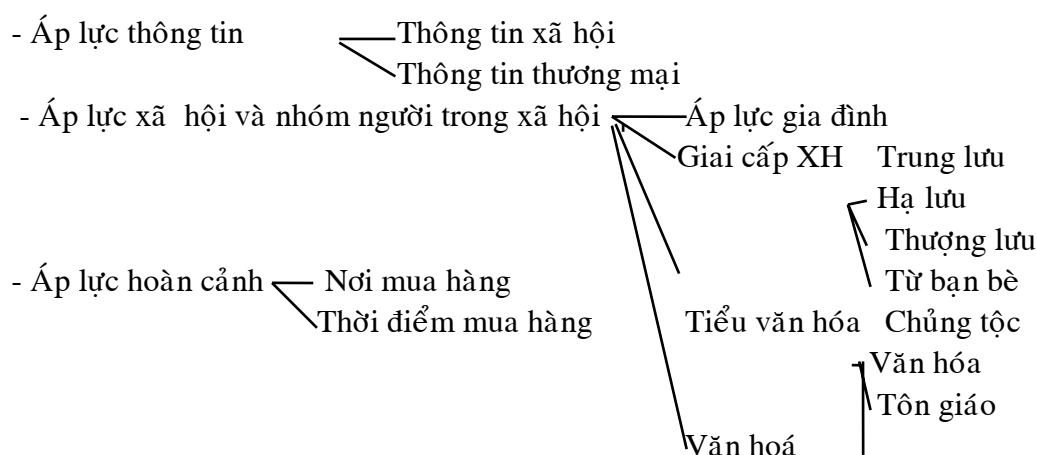 - Áp lực thông tin Thông tin xã hội
Thông tin thương mại
- Áp lực xã hội và nhóm người trong xã hội Áp lực gia đình
Giai cấp XH Trung lưu
Hạ lưu
Thượng lưu
- Áp lực hoàn cảnh Nơi mua hàng Từ bạn bè
Thời điểm mua hàng Tiểu văn hóa Chủng tộc
Văn hóa
Tôn giáo
Văn hoá